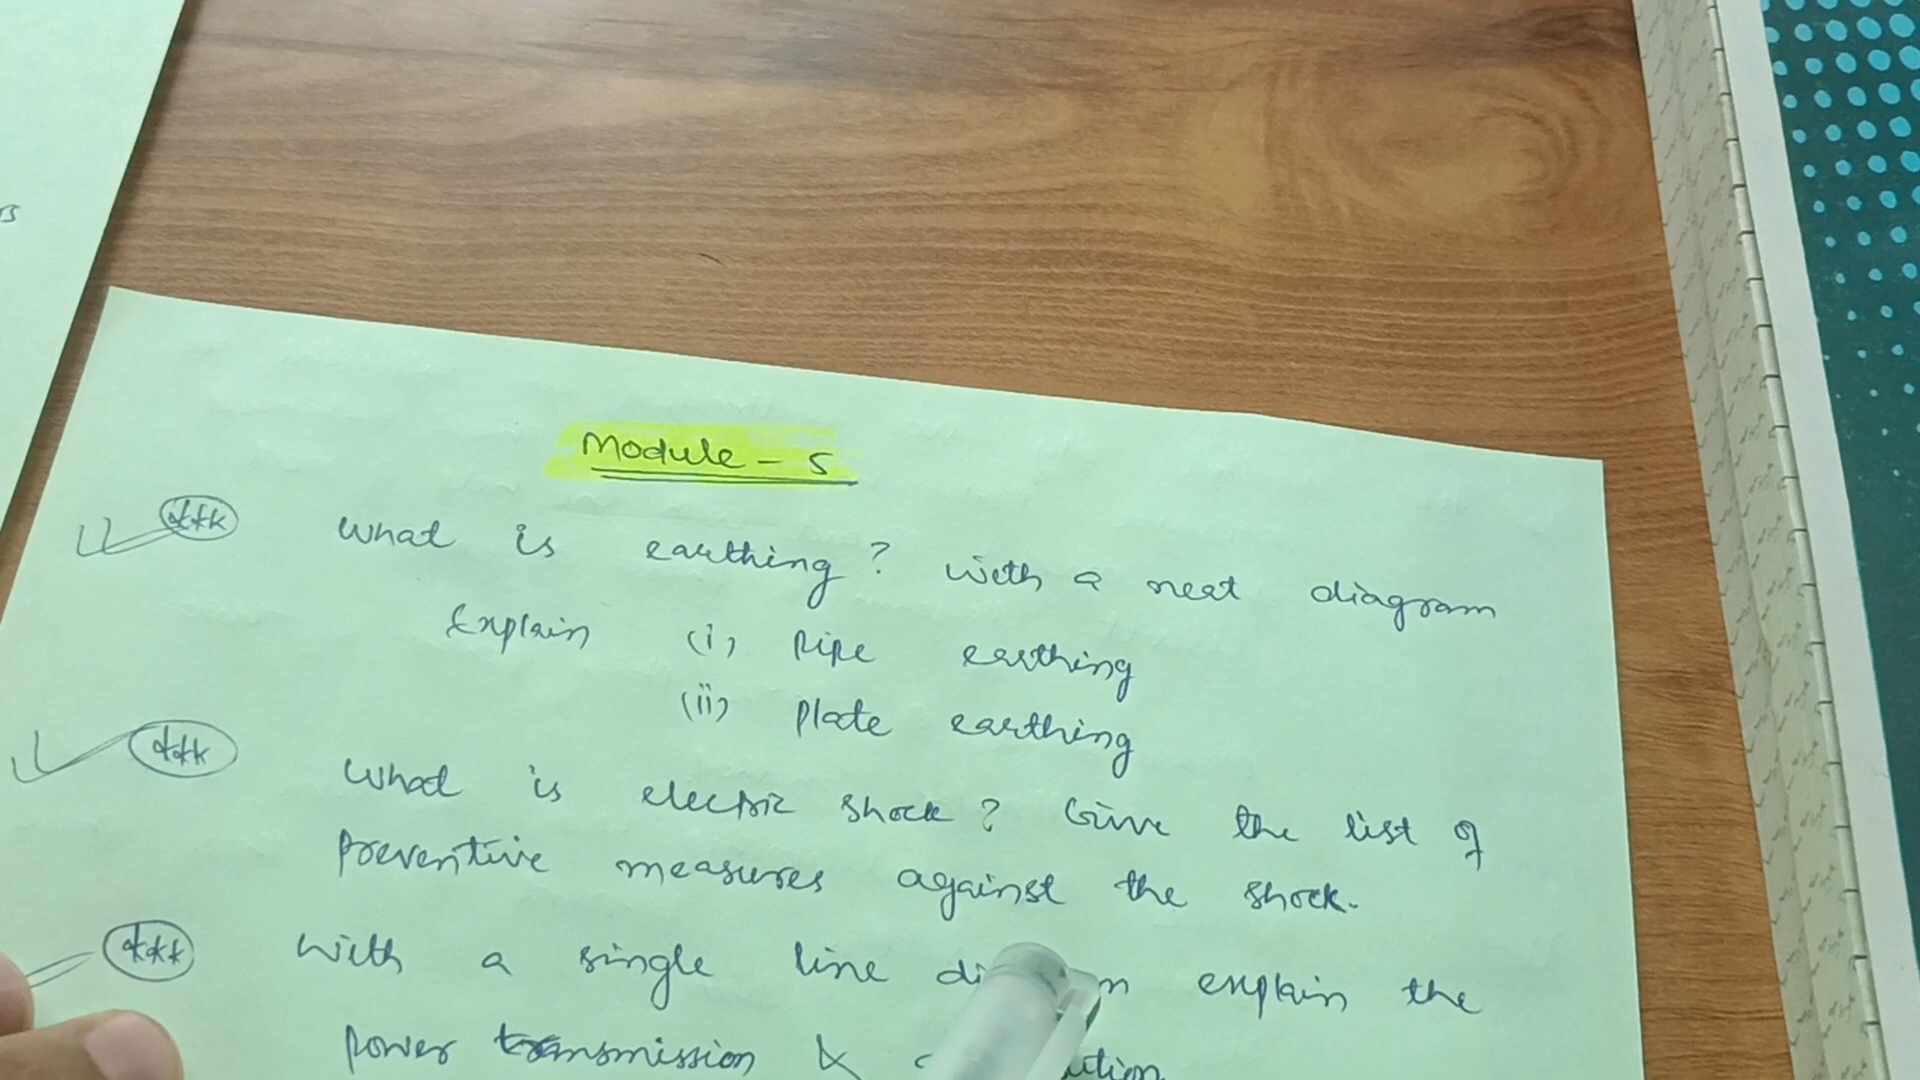 Module - 5
*** What is earthing? With a neat diagram
Explain (i) Pipe earthing
(ii) Plate earthing
*** What is electric shock? Give the list of
Preventive measures against the shock.
*** With a single line explain the
Power transmission &